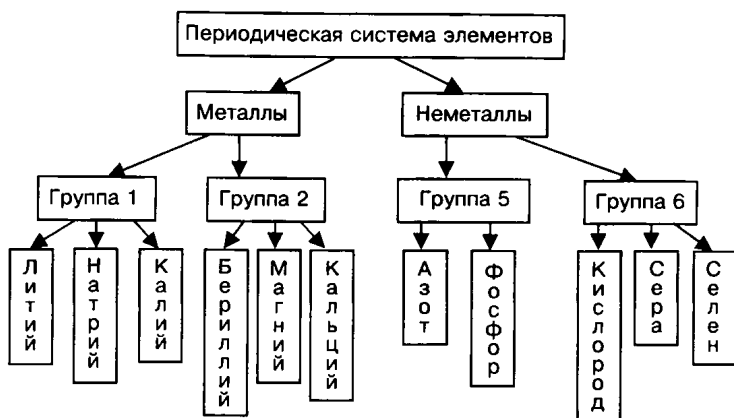 Периодическая система элементов
Металлы
Неметаллы
Группа 1
Группа 2
Группа 5
Группа 6
Литий
Натрий
Калий
Бериллий
Магний
Кальций
Азот
Фосфор
Кислород
Сера
Селен